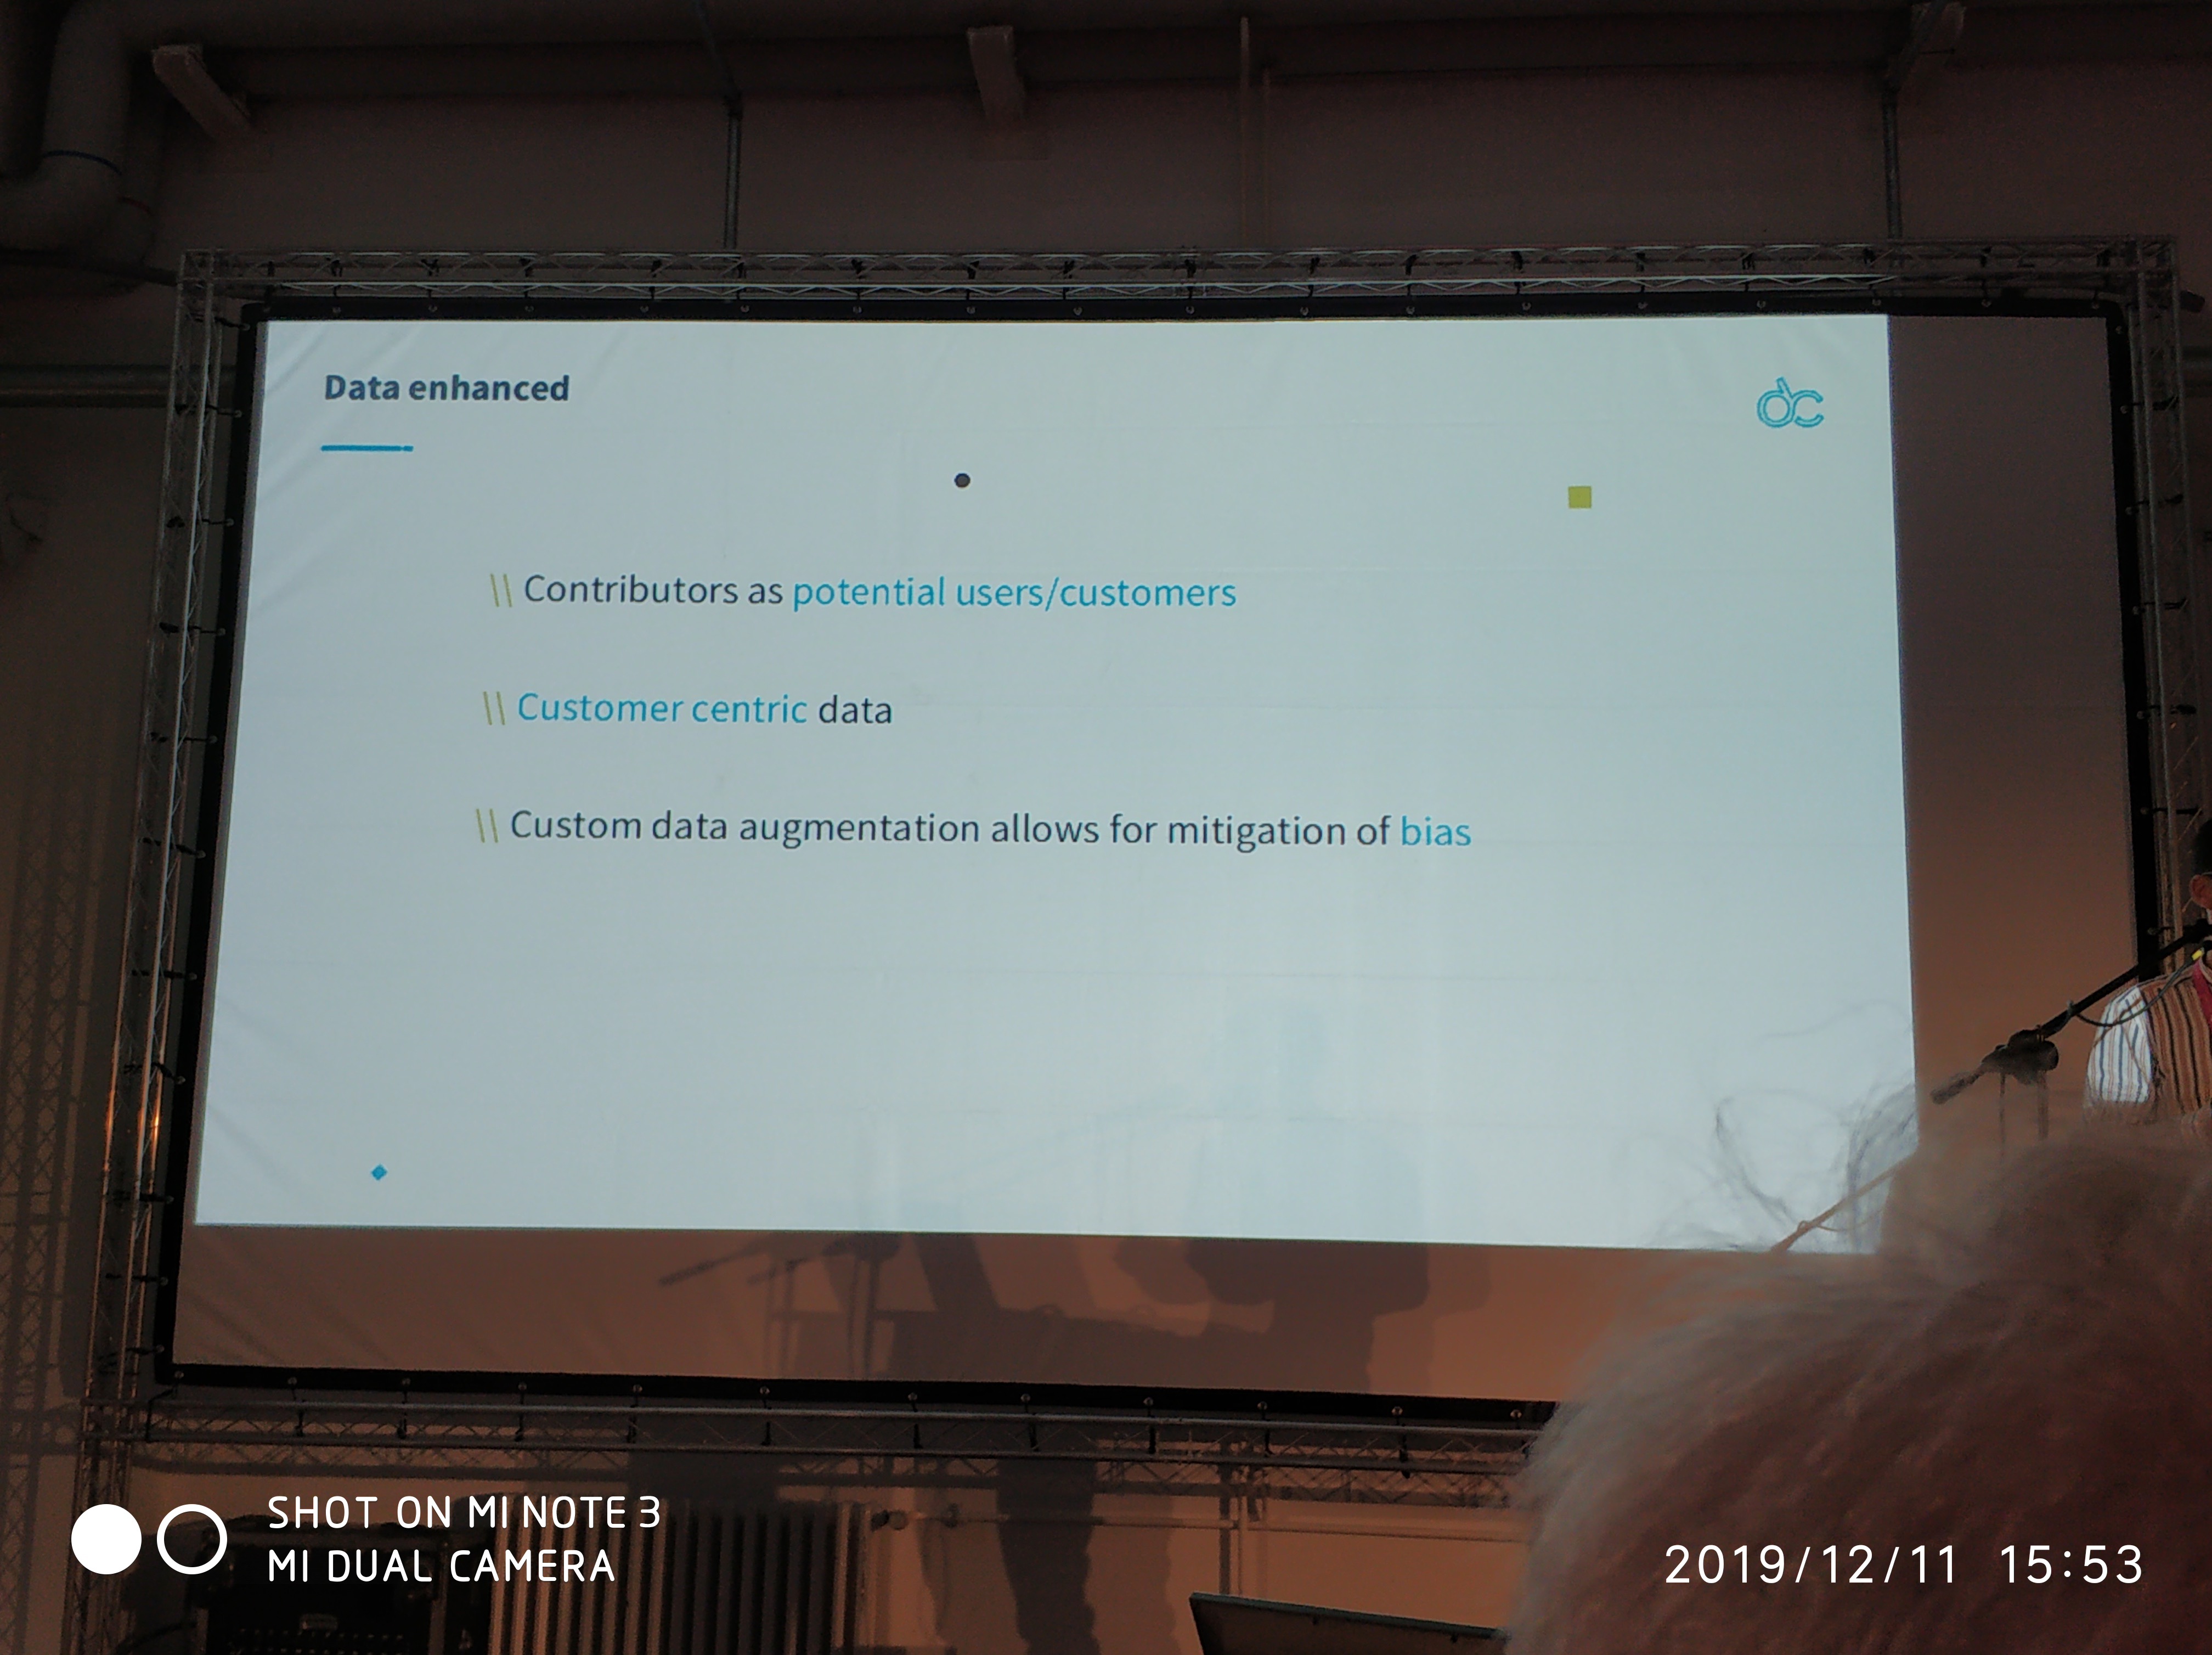 Data enhanced
dc
\\ Contributors as potential users/customers
\\ Customer centric data
\\ Custom data augmentation allows for mitigation of bias
SHOT ON MI NOTE 3
MI DUAL CAMERA
2019/12/11 15:53